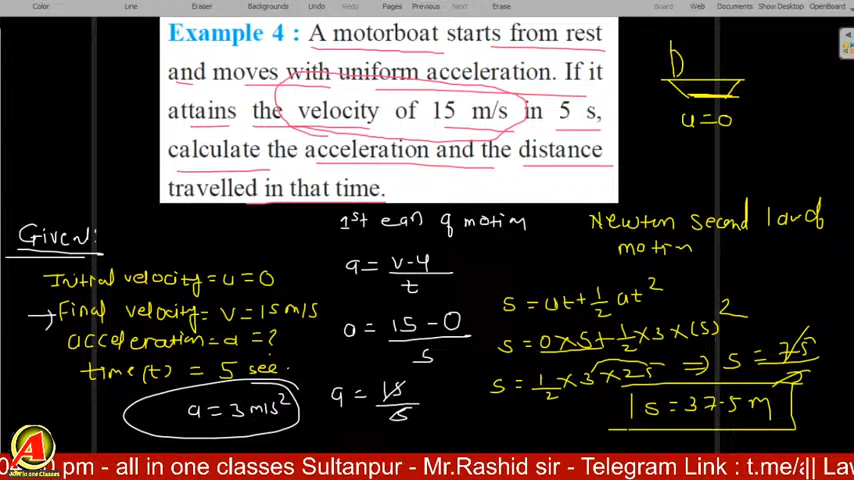 Color Line Eraser Backgrounds Undo Redo Pages Previous Next Erase Board Web Documents Show Desktop OpenBoard
Example 4 : A motorboat starts from rest
and moves with uniform acceleration. If it
attains the velocity of 15 m/s in 5 s,
calculate the acceleration and the distance
travelled in that time.
u=0
Given:
Initial velocity = u = 0
→ Final velocity = v = 15 m/s
acceleration = a = ?
time (t) = 5 sec.
a = 3 m/s²
1st eqn of motion
a = v-u / t
a = 15 - 0 / 5
a = 15 / 5
Newton second law of
motion
s = ut + 1/2 at²
s = 0 × 5 + 1/2 × 3 × (5)²
s = 1/2 × 3 × 25 ⇒ s = 75 / 2
s = 37.5 m
A
All in one Classes
pm - all in one classes Sultanpur - Mr.Rashid sir - Telegram Link : t.me/a|| Law